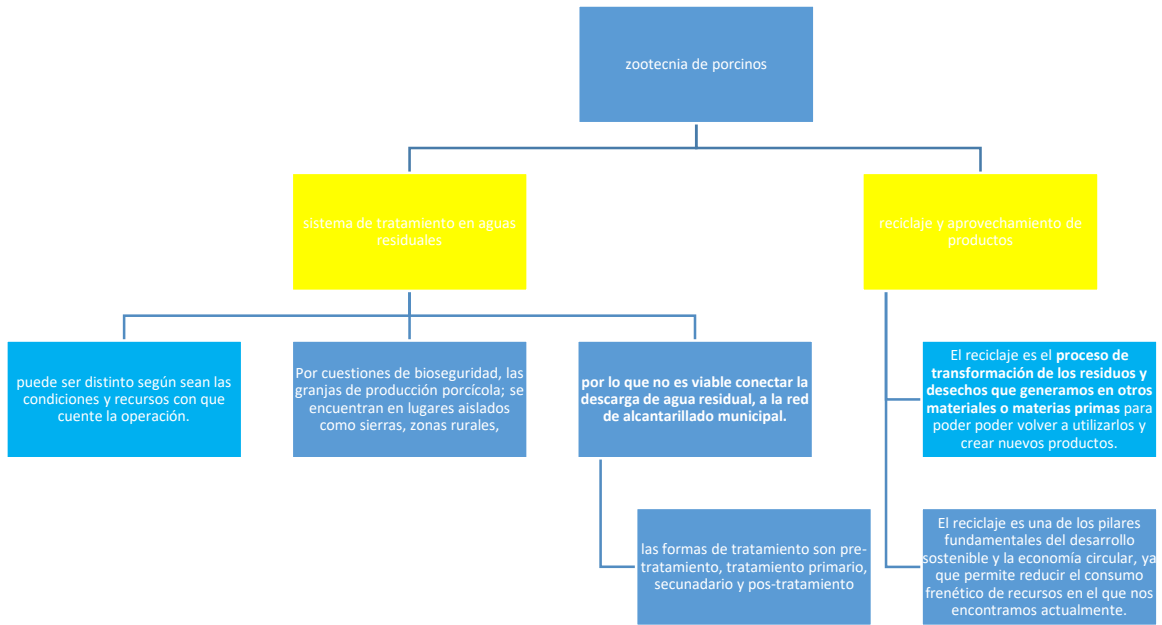 zootecnia de porcinos
sistema de tratamiento en aguas
residuales
reciclaje y aprovechamiento de
productos
puede ser distinto según sean las
condiciones y recursos con que
cuente la operación.
Por cuestiones de bioseguridad, las
granjas de producción porcícola; se
encuentran en lugares aislados
como sierras, zonas rurales,
por lo que no es viable conectar la
descarga de agua residual, a la red
de alcantarillado municipal.
El reciclaje es el proceso de
transformación de los residuos y
desechos que generamos en otros
materiales o materias primas para
poder poder volver a utilizarlos y
crear nuevos productos.
las formas de tratamiento son pre-
tratamiento, tratamiento primario,
secunadario y pos-tratamiento
El reciclaje es una de los pilares
fundamentales del desarrollo
sostenible y la economía circular, ya
que permite reducir el consumo
frenético de recursos en el que nos
encontramos actualmente.